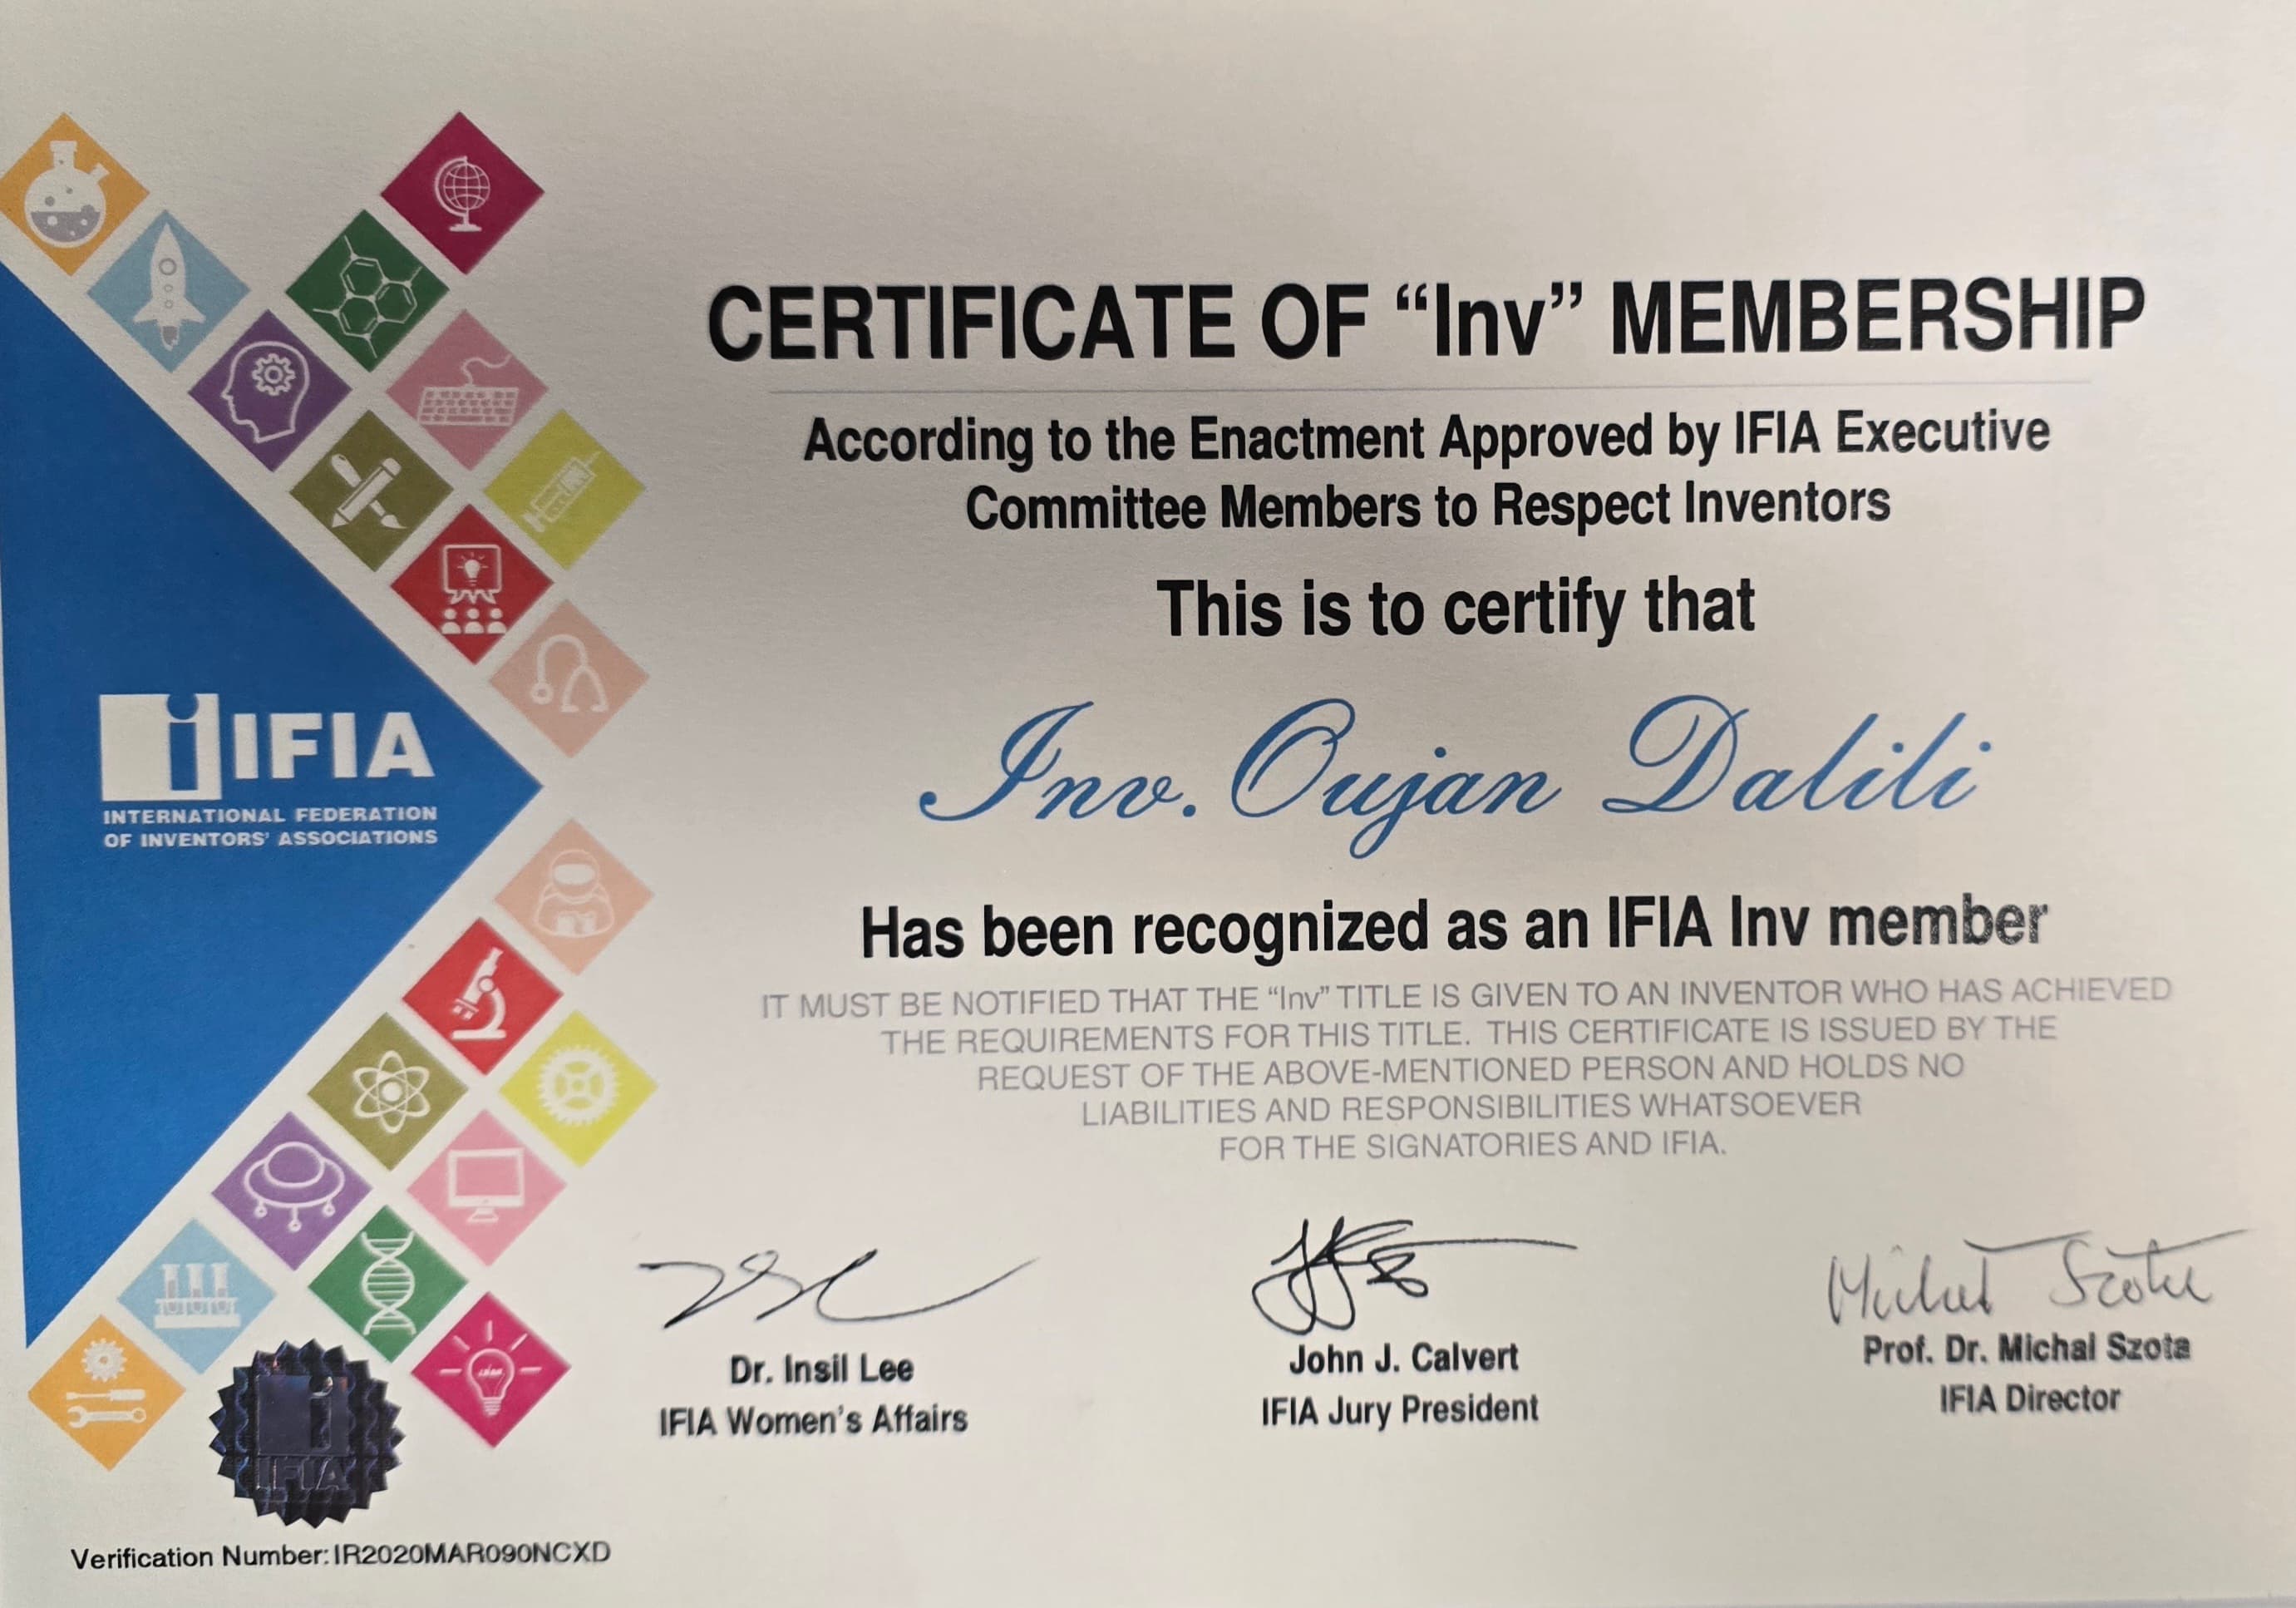 CERTIFICATE OF “Inv” MEMBERSHIP
According to the Enactment Approved by IFIA Executive
Committee Members to Respect Inventors
This is to certify that
Inv. Oujan Dalili
Has been recognized as an IFIA Inv member
IT MUST BE NOTIFIED THAT THE “Inv” TITLE IS GIVEN TO AN INVENTOR WHO HAS ACHIEVED
THE REQUIREMENTS FOR THIS TITLE. THIS CERTIFICATE IS ISSUED BY THE
REQUEST OF THE ABOVE-MENTIONED PERSON AND HOLDS NO
LIABILITIES AND RESPONSIBILITIES WHATSOEVER
FOR THE SIGNATORIES AND IFIA.
i IFIA
INTERNATIONAL FEDERATION
OF INVENTORS’ ASSOCIATIONS
Michal Szota
Dr. Insil Lee
IFIA Women’s Affairs
John J. Calvert
IFIA Jury President
Prof. Dr. Michal Szota
IFIA Director
i
IFIA
Verification Number:IR2020MAR090NCXD